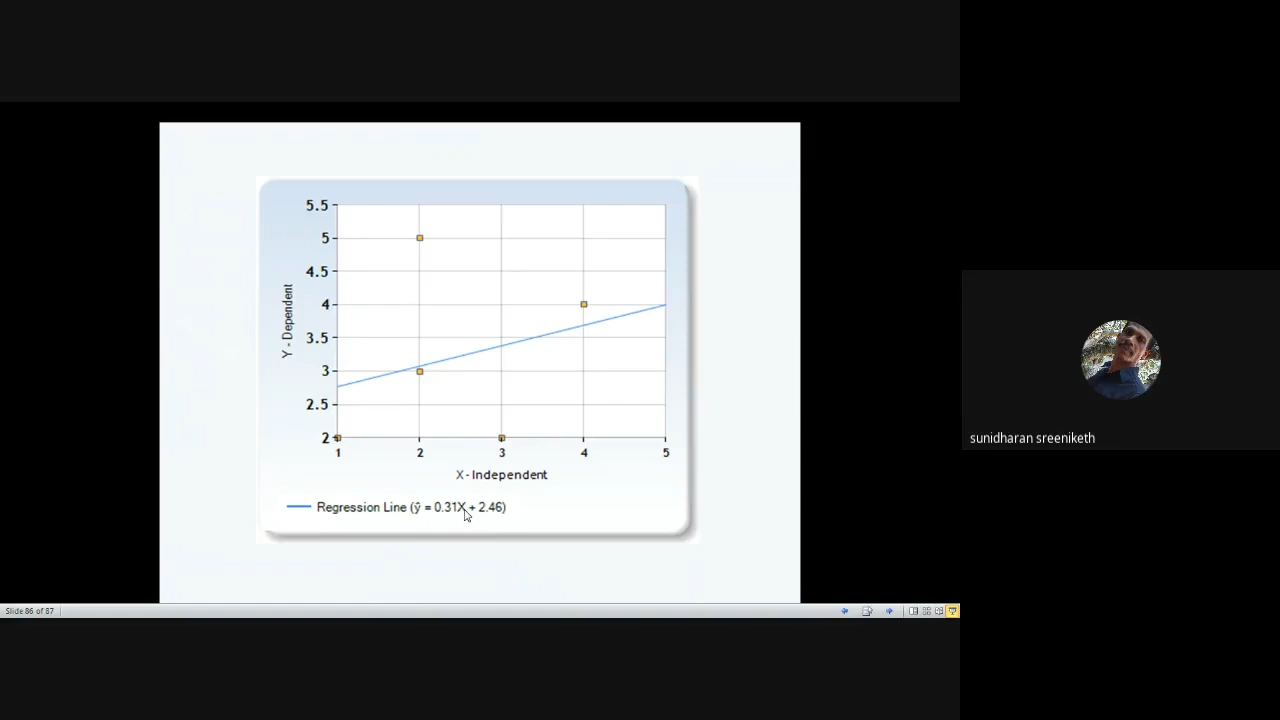 5.5
5
4.5
4
3.5
3
2.5
2
Y - Dependent
1 2 3 4 5
X - Independent
Regression Line (ŷ = 0.31X + 2.46)
sunidharan sreeniketh
Slide 86 of 87